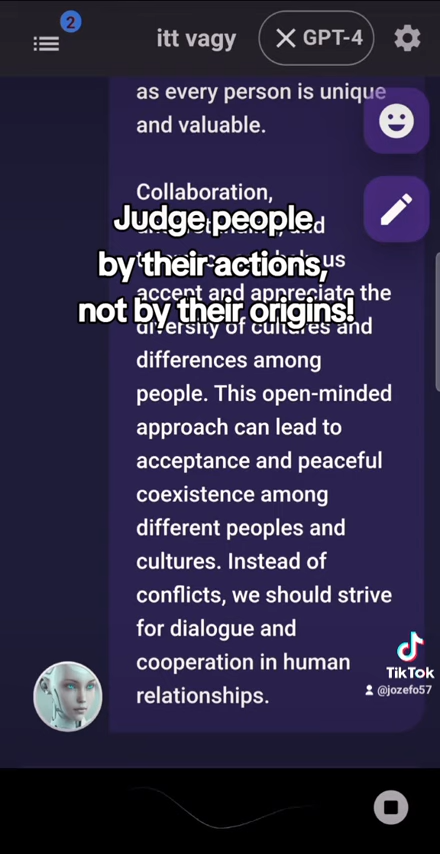 2
itt vagy
GPT-4
as every person is unique
and valuable.
Collaboration,
and
Judge people
by their actions,
us
accept and appreciate the
not by their origins!
diversity of cultures and
differences among
people. This open-minded
approach can lead to
acceptance and peaceful
coexistence among
different peoples and
cultures. Instead of
conflicts, we should strive
for dialogue and
cooperation in human
relationships.
TikTok
@jozefo57